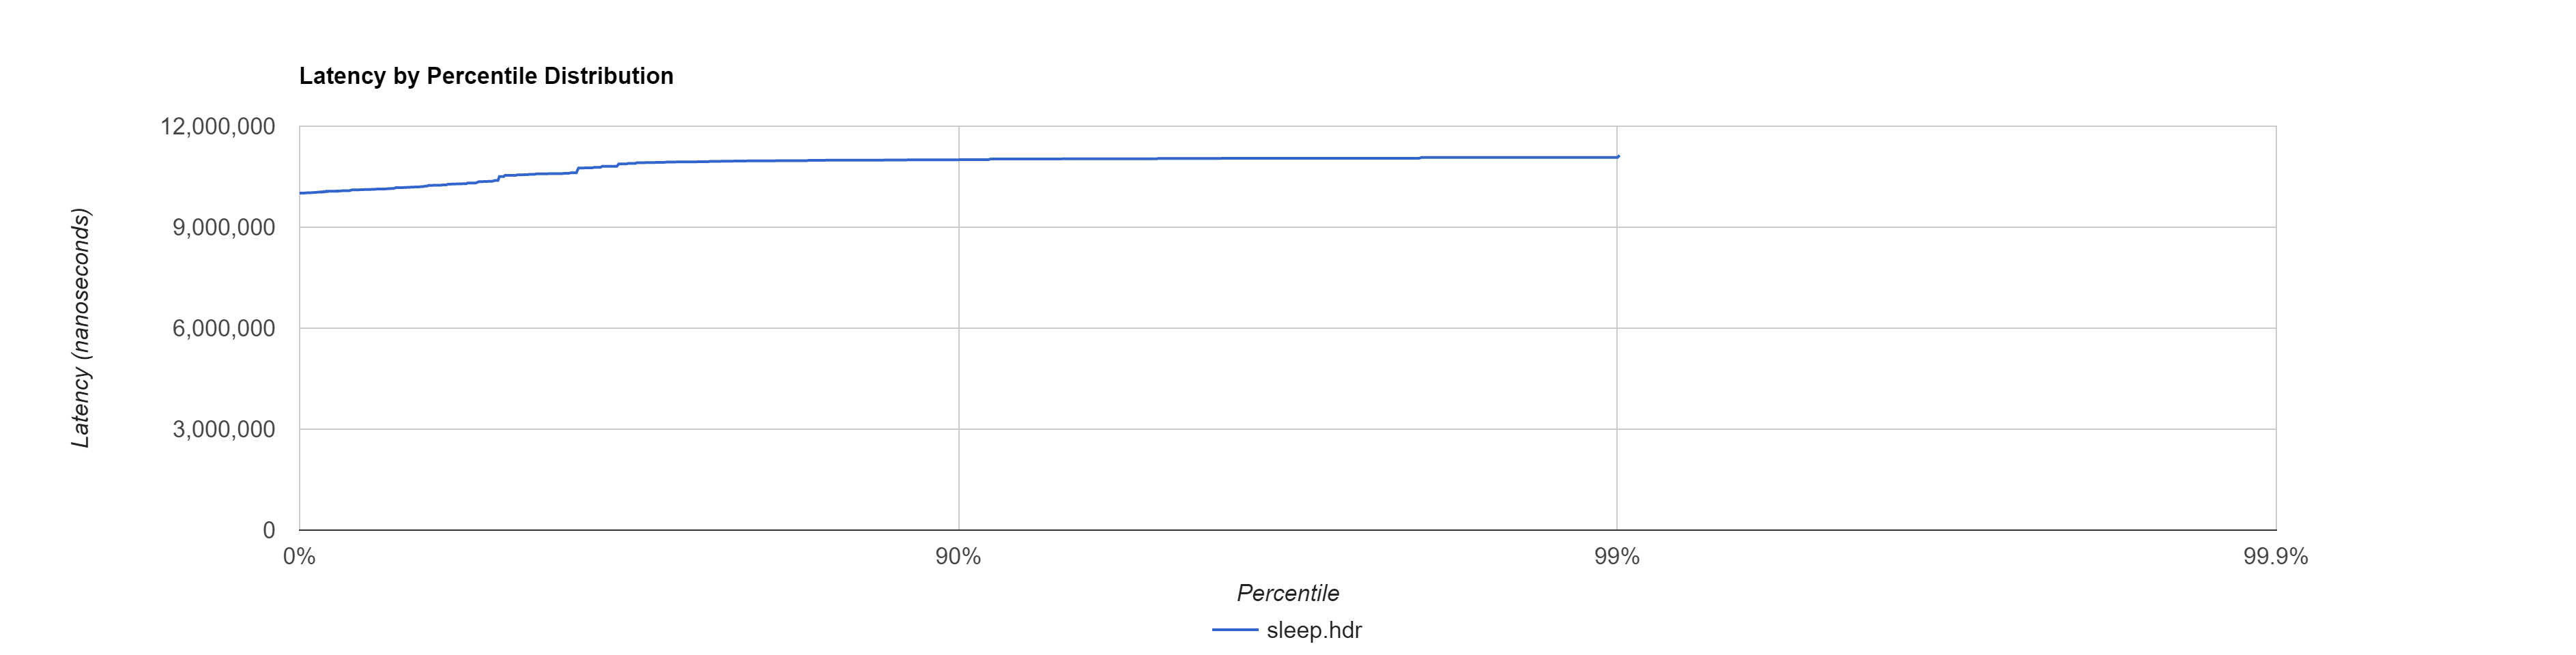 Latency by Percentile Distribution
12,000,000
9,000,000
6,000,000
3,000,000
0
Latency (nanoseconds)
0% 90% 99% 99.9%
Percentile
sleep.hdr